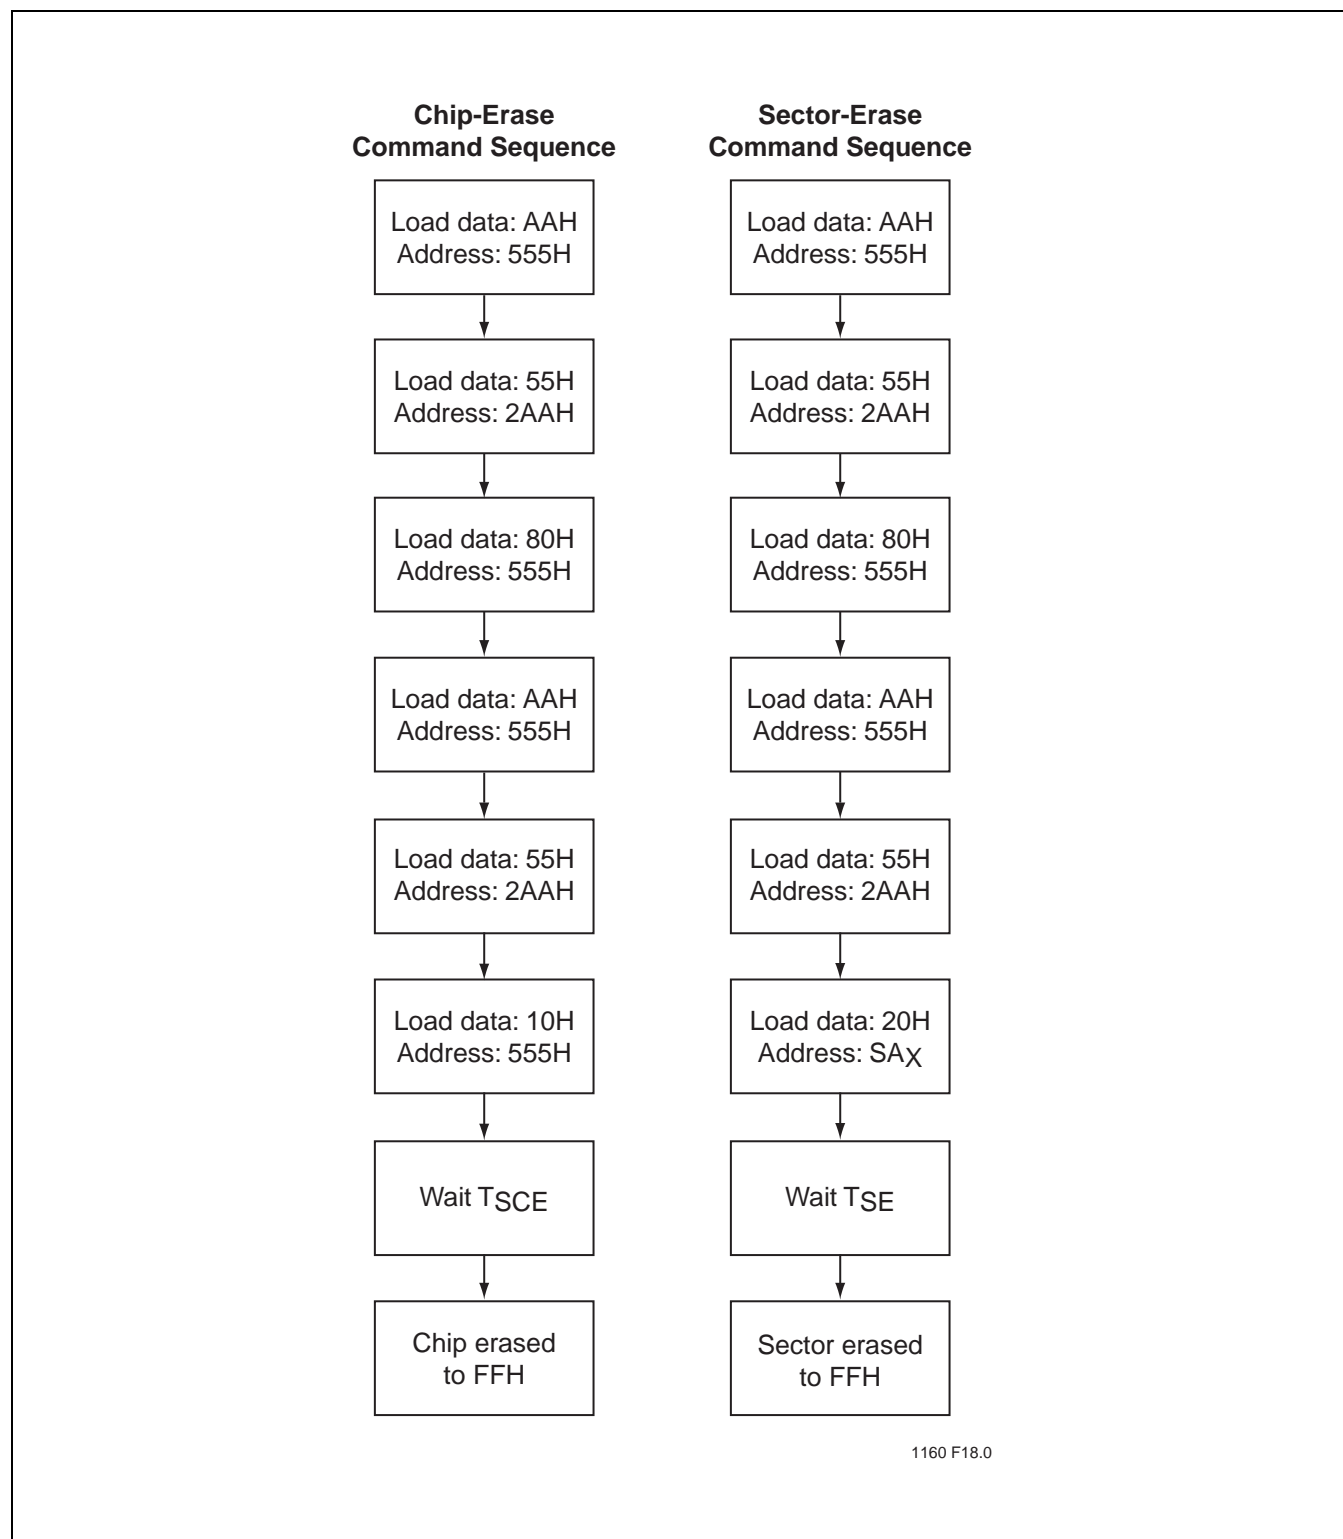 Chip-Erase
Command Sequence
Load data: AAH
Address: 555H
Load data: 55H
Address: 2AAH
Load data: 80H
Address: 555H
Load data: AAH
Address: 555H
Load data: 55H
Address: 2AAH
Load data: 10H
Address: 555H
Wait TSCE
Chip erased
to FFH
Sector-Erase
Command Sequence
Load data: AAH
Address: 555H
Load data: 55H
Address: 2AAH
Load data: 80H
Address: 555H
Load data: AAH
Address: 555H
Load data: 55H
Address: 2AAH
Load data: 20H
Address: SAX
Wait TSE
Sector erased
to FFH
1160 F18.0